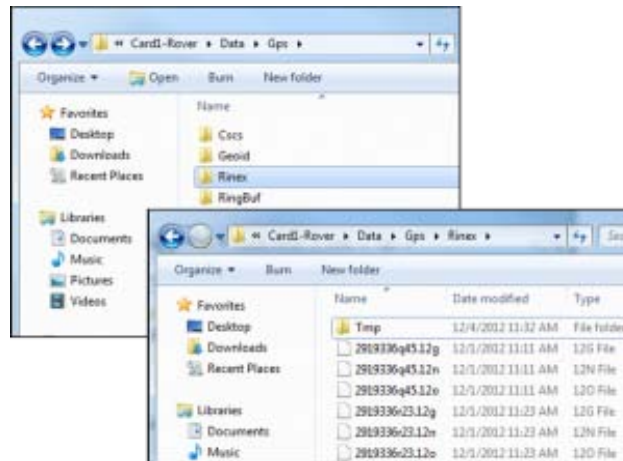 « Card1-Rover ▸ Data ▸ Gps ▸
Organize ▾ Open Burn New folder
Favorites
Desktop
Downloads
Recent Places
Libraries
Documents
Music
Pictures
Videos
Name
Cscs
Geoid
Rinex
RingBuf
« Card1-Rover ▸ Data ▸ Gps ▸ Rinex ▸
Organize ▾ Burn New folder
Favorites
Desktop
Downloads
Recent Places
Libraries
Documents
Music
Name Date modified Type
Tmp 12/4/2012 11:32 AM File folder
2919336q45.12g 12/1/2012 11:11 AM 12G File
2919336q45.12n 12/1/2012 11:11 AM 12N File
2919336q45.12o 12/1/2012 11:11 AM 12O File
2919336r23.12g 12/1/2012 11:23 AM 12G File
2919336r23.12n 12/1/2012 11:23 AM 12N File
2919336r23.12o 12/1/2012 11:23 AM 12O File